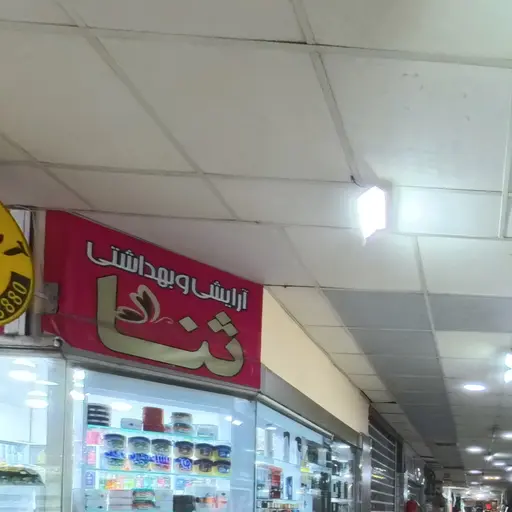 آرایشی و بهداشتی
ثنا